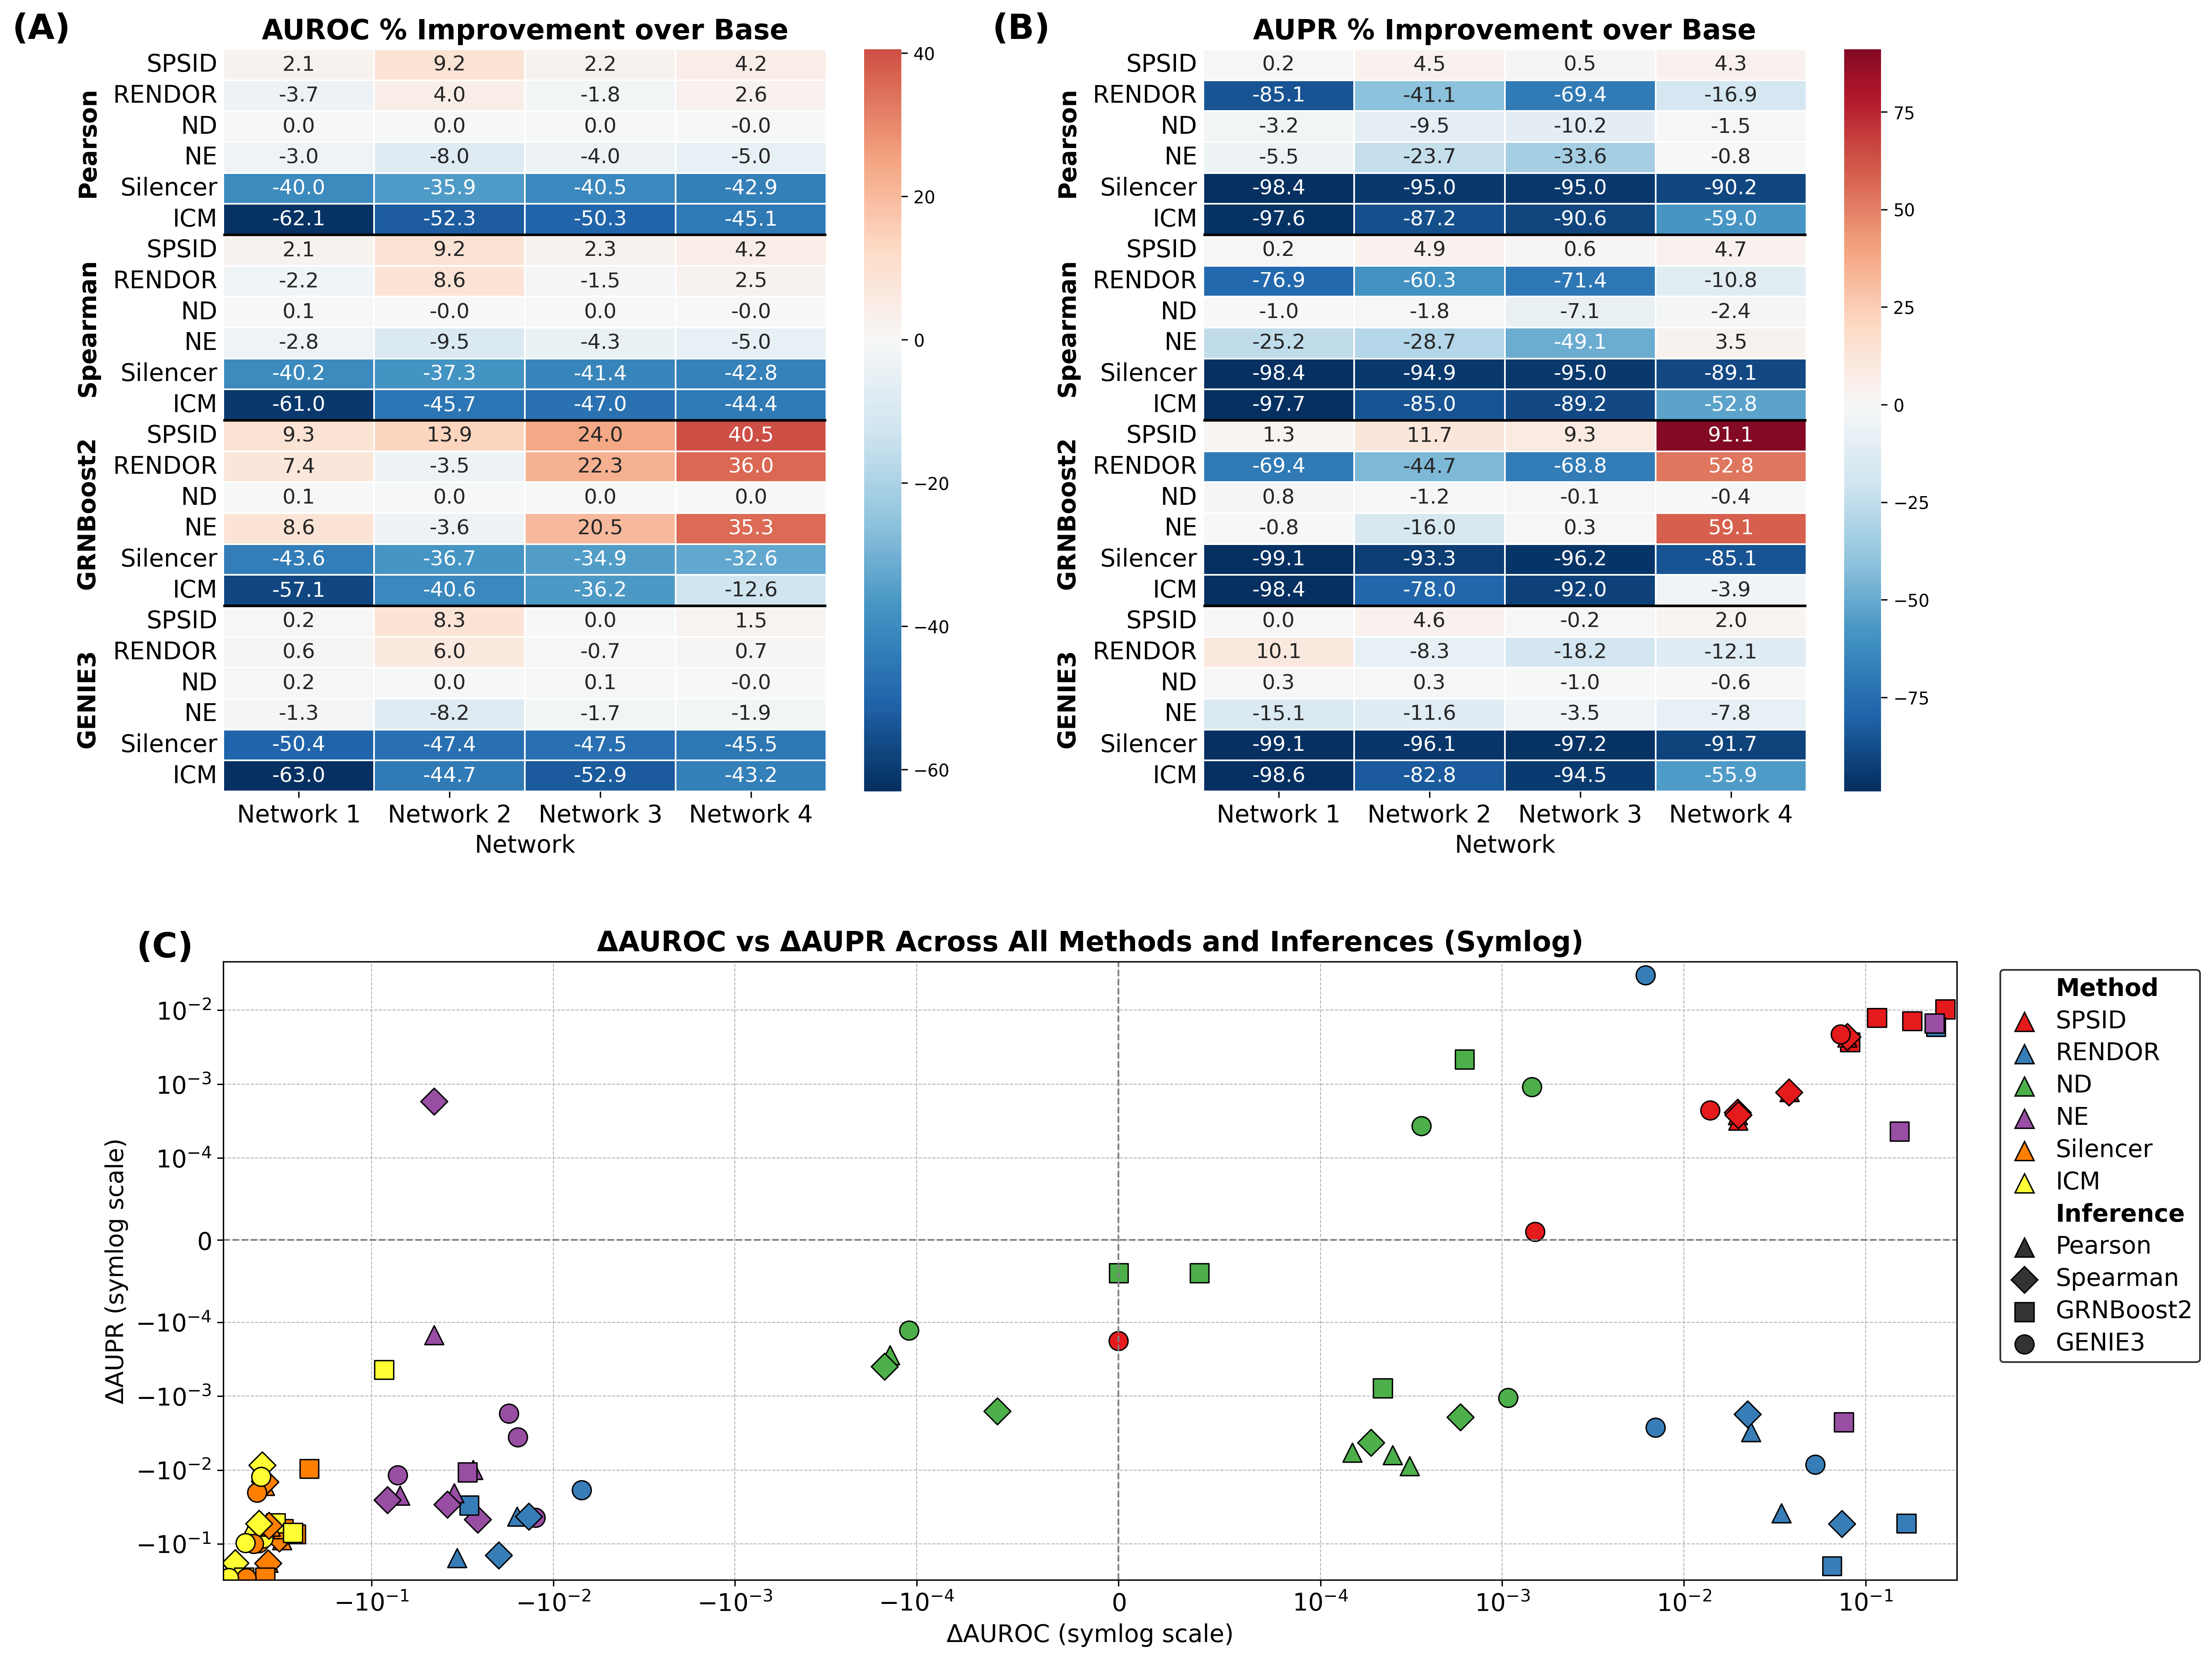 (A)
AUROC % Improvement over Base
Pearson
SPSID 2.1 9.2 2.2 4.2
RENDOR -3.7 4.0 -1.8 2.6
ND 0.0 0.0 0.0 -0.0
NE -3.0 -8.0 -4.0 -5.0
Silencer -40.0 -35.9 -40.5 -42.9
ICM -62.1 -52.3 -50.3 -45.1
Spearman
SPSID 2.1 9.2 2.3 4.2
RENDOR -2.2 8.6 -1.5 2.5
ND 0.1 -0.0 0.0 -0.0
NE -2.8 -9.5 -4.3 -5.0
Silencer -40.2 -37.3 -41.4 -42.8
ICM -61.0 -45.7 -47.0 -44.4
GRNBoost2
SPSID 9.3 13.9 24.0 40.5
RENDOR 7.4 -3.5 22.3 36.0
ND 0.1 0.0 0.0 0.0
NE 8.6 -3.6 20.5 35.3
Silencer -43.6 -36.7 -34.9 -32.6
ICM -57.1 -40.6 -36.2 -12.6
GENIE3
SPSID 0.2 8.3 0.0 1.5
RENDOR 0.6 6.0 -0.7 0.7
ND 0.2 0.0 0.1 -0.0
NE -1.3 -8.2 -1.7 -1.9
Silencer -50.4 -47.4 -47.5 -45.5
ICM -63.0 -44.7 -52.9 -43.2
Network 1 Network 2 Network 3 Network 4
Network
40
20
0
−20
−40
−60
(B)
AUPR % Improvement over Base
Pearson
SPSID 0.2 4.5 0.5 4.3
RENDOR -85.1 -41.1 -69.4 -16.9
ND -3.2 -9.5 -10.2 -1.5
NE -5.5 -23.7 -33.6 -0.8
Silencer -98.4 -95.0 -95.0 -90.2
ICM -97.6 -87.2 -90.6 -59.0
Spearman
SPSID 0.2 4.9 0.6 4.7
RENDOR -76.9 -60.3 -71.4 -10.8
ND -1.0 -1.8 -7.1 -2.4
NE -25.2 -28.7 -49.1 3.5
Silencer -98.4 -94.9 -95.0 -89.1
ICM -97.7 -85.0 -89.2 -52.8
GRNBoost2
SPSID 1.3 11.7 9.3 91.1
RENDOR -69.4 -44.7 -68.8 52.8
ND 0.8 -1.2 -0.1 -0.4
NE -0.8 -16.0 0.3 59.1
Silencer -99.1 -93.3 -96.2 -85.1
ICM -98.4 -78.0 -92.0 -3.9
GENIE3
SPSID 0.0 4.6 -0.2 2.0
RENDOR 10.1 -8.3 -18.2 -12.1
ND 0.3 0.3 -1.0 -0.6
NE -15.1 -11.6 -3.5 -7.8
Silencer -99.1 -96.1 -97.2 -91.7
ICM -98.6 -82.8 -94.5 -55.9
Network 1 Network 2 Network 3 Network 4
Network
75
50
25
0
−25
−50
−75
(C)
ΔAUROC vs ΔAUPR Across All Methods and Inferences (Symlog)
ΔAUPR (symlog scale)
10⁻²
10⁻³
10⁻⁴
0
−10⁻⁴
−10⁻³
−10⁻²
−10⁻¹
−10⁻¹ −10⁻² −10⁻³ −10⁻⁴ 0 10⁻⁴ 10⁻³ 10⁻² 10⁻¹
ΔAUROC (symlog scale)
Method
SPSID
RENDOR
ND
NE
Silencer
ICM
Inference
Pearson
Spearman
GRNBoost2
GENIE3